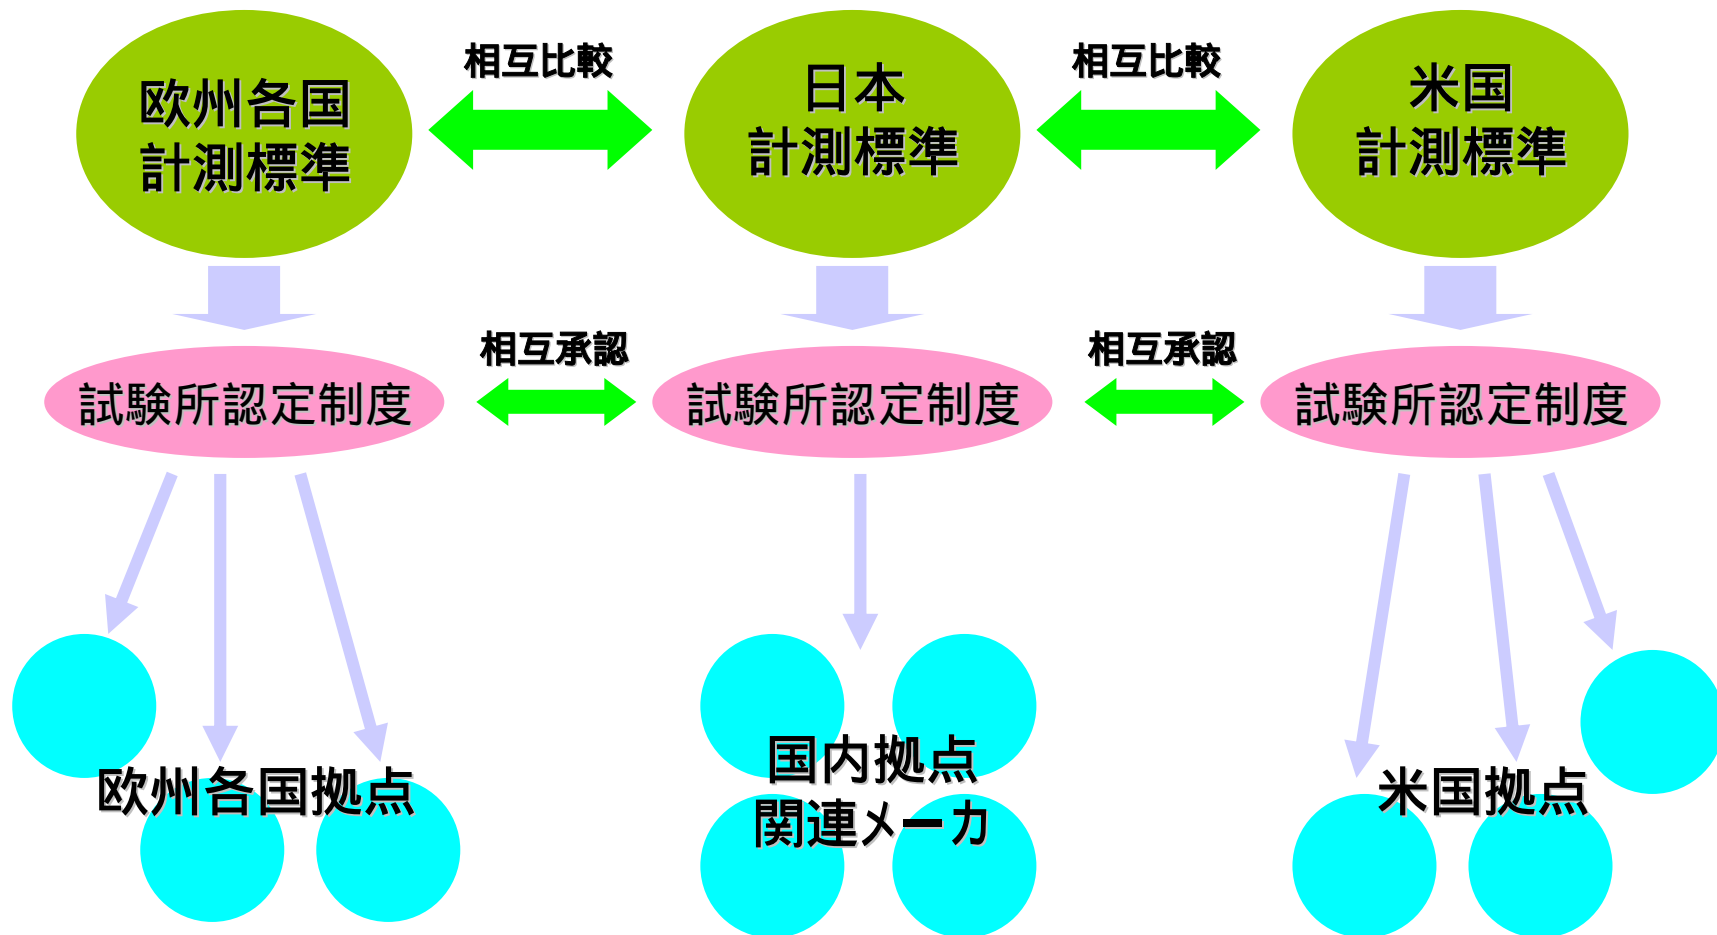 欧州各国
計測標準
相互比較
日本
計測標準
相互比較
米国
計測標準
試験所認定制度
相互承認
試験所認定制度
相互承認
試験所認定制度
欧州各国拠点
国内拠点
関連メーカ
米国拠点